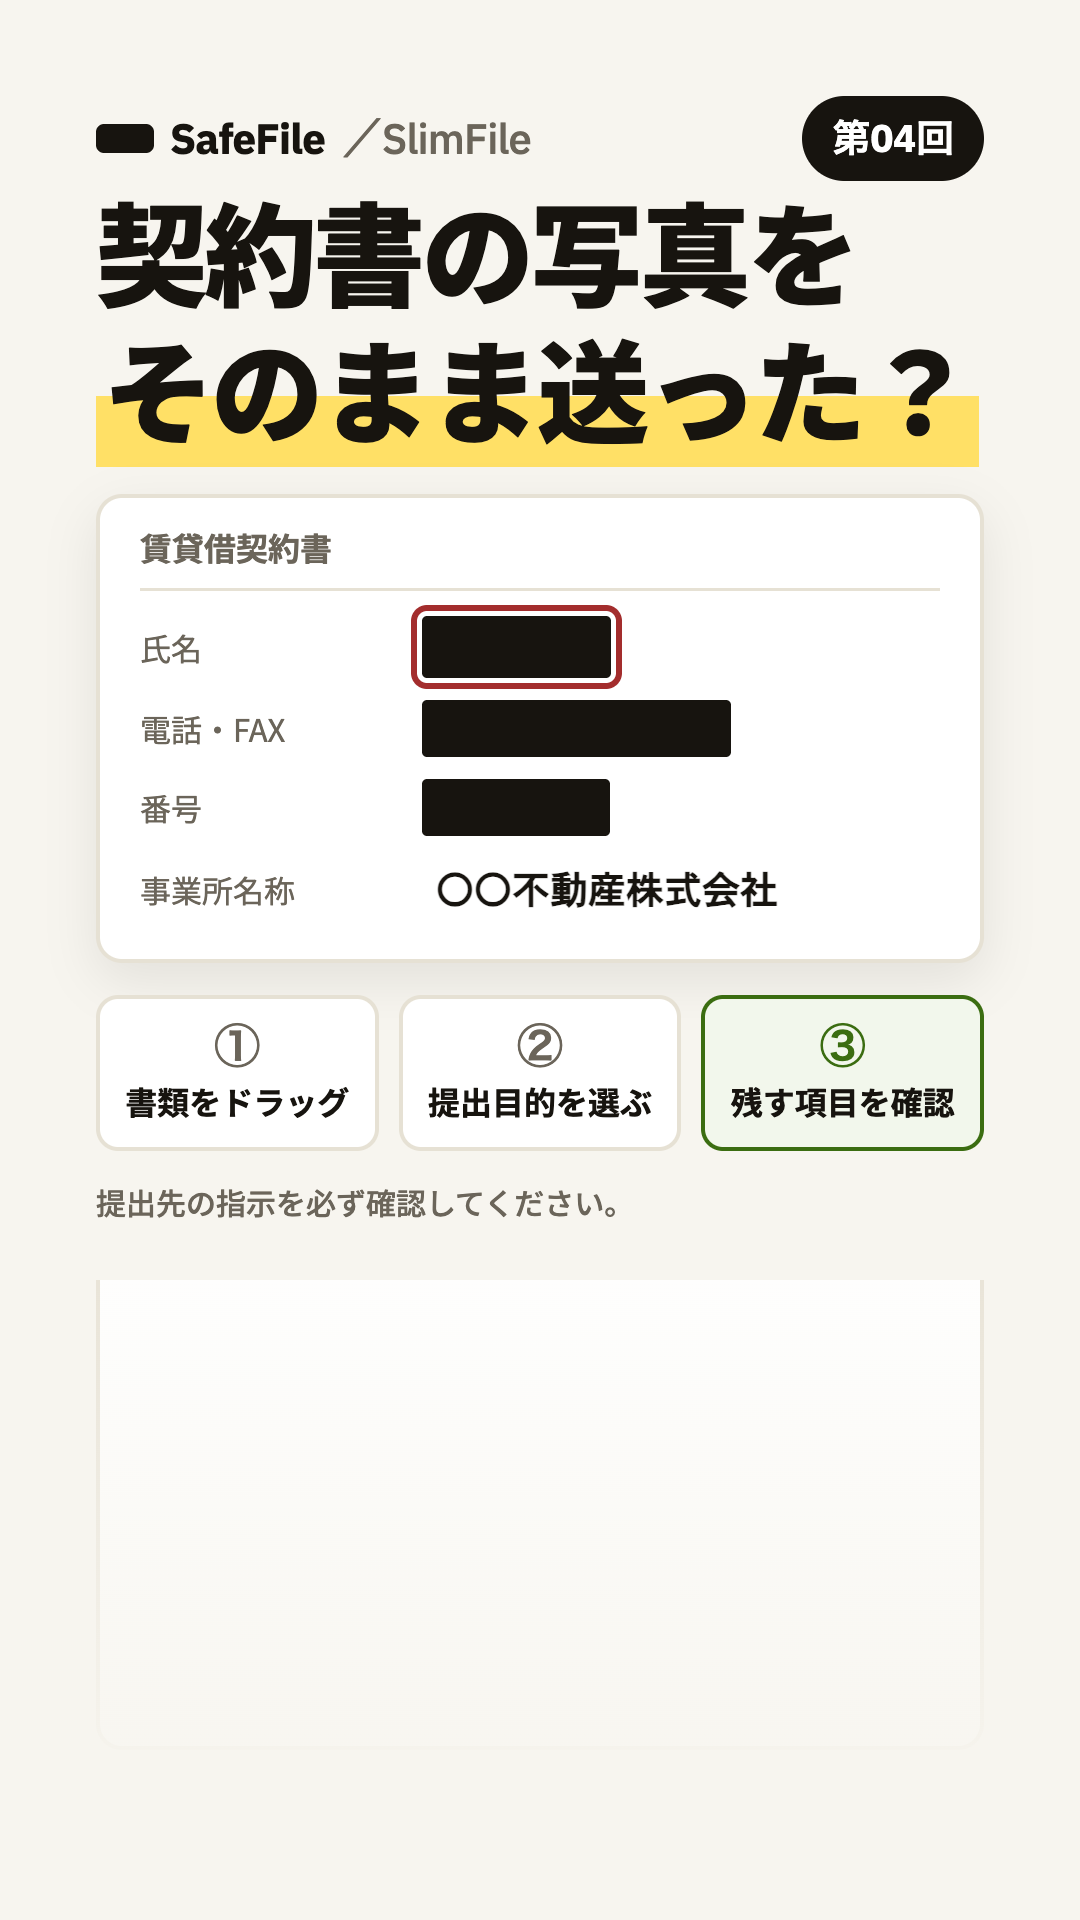 SafeFile ／SlimFile
第04回
契約書の写真を
そのまま送った？
賃貸借契約書
氏名
電話・FAX
番号
事業所名称 〇〇不動産株式会社
① ② ③
書類をドラッグ 提出目的を選ぶ 残す項目を確認
提出先の指示を必ず確認してください。